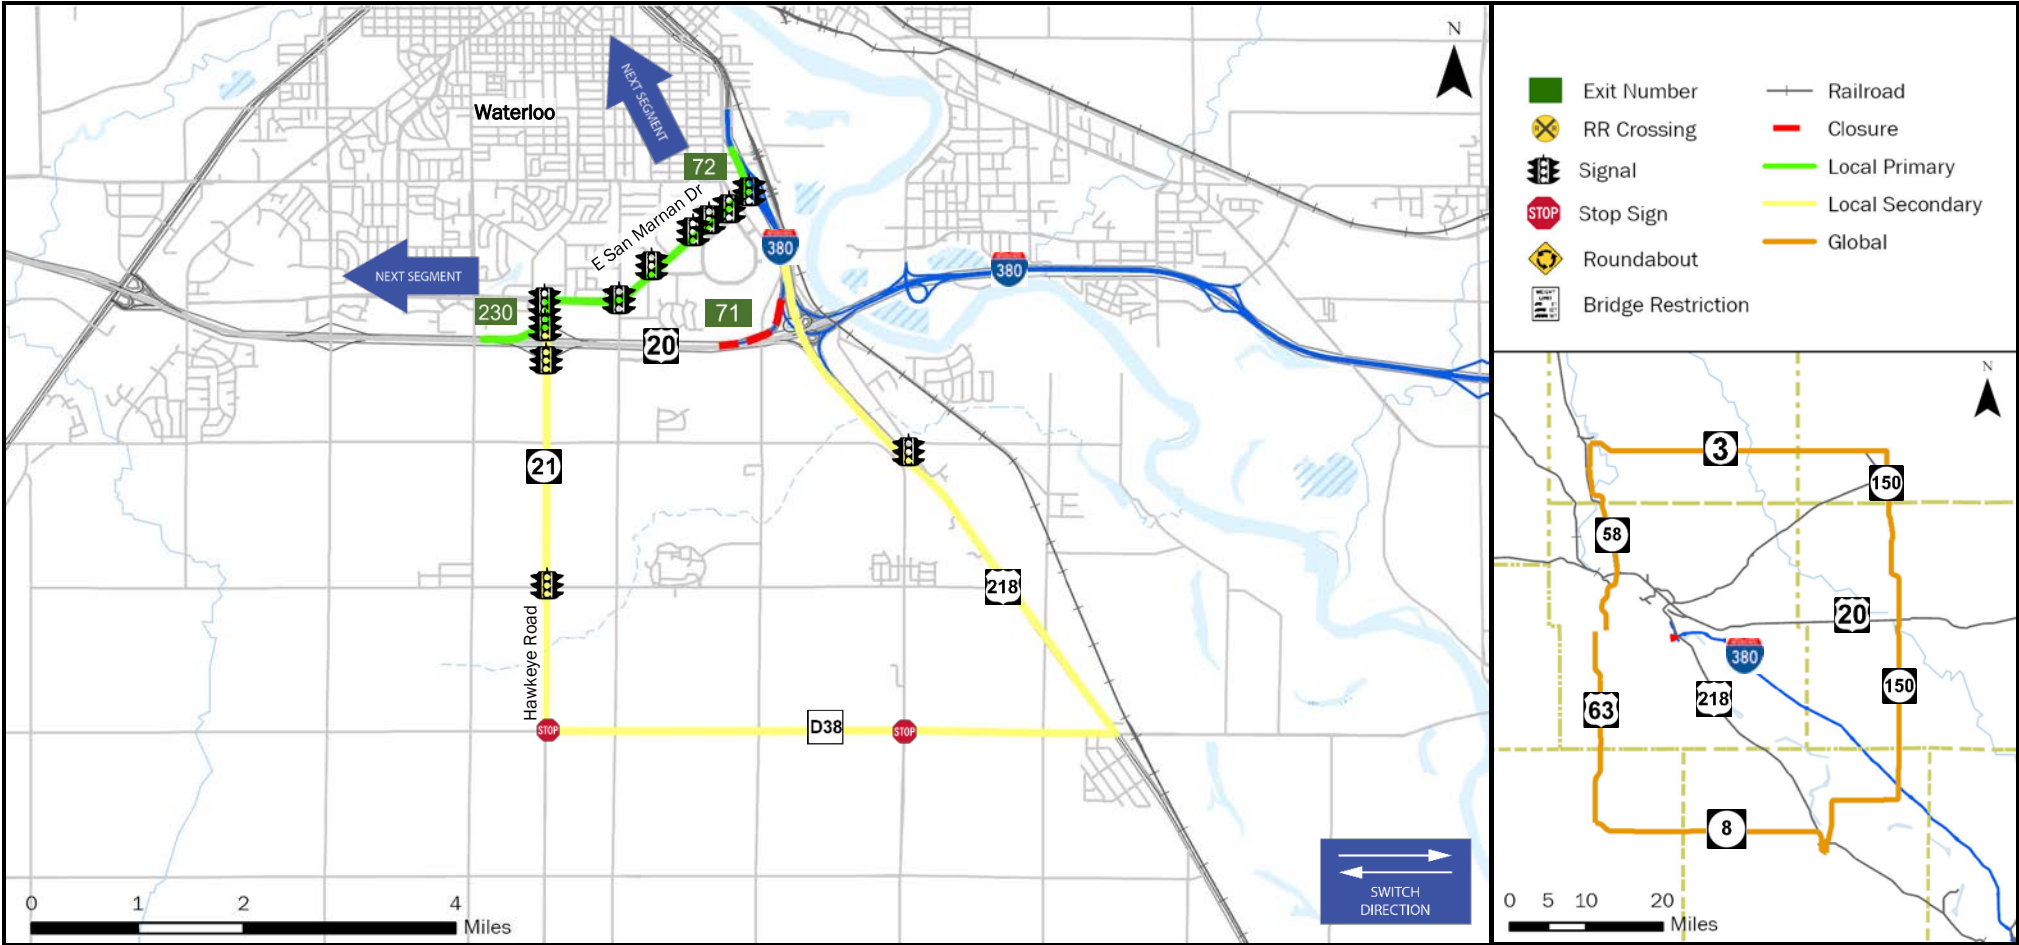 Waterloo
NEXT SEGMENT
72
E San Marnan Dr
380
NEXT SEGMENT
380
230
71
20
21
218
Hawkeye Road
D38
STOP
STOP
SWITCH
DIRECTION
0 1 2 4
Miles
N
Exit Number
RR Crossing
Signal
STOP
Stop Sign
Roundabout
WEIGHT
LIMIT
Bridge Restriction
Railroad
Closure
Local Primary
Local Secondary
Global
N
3
150
58
20
380
150
218
63
8
0 5 10 20
Miles